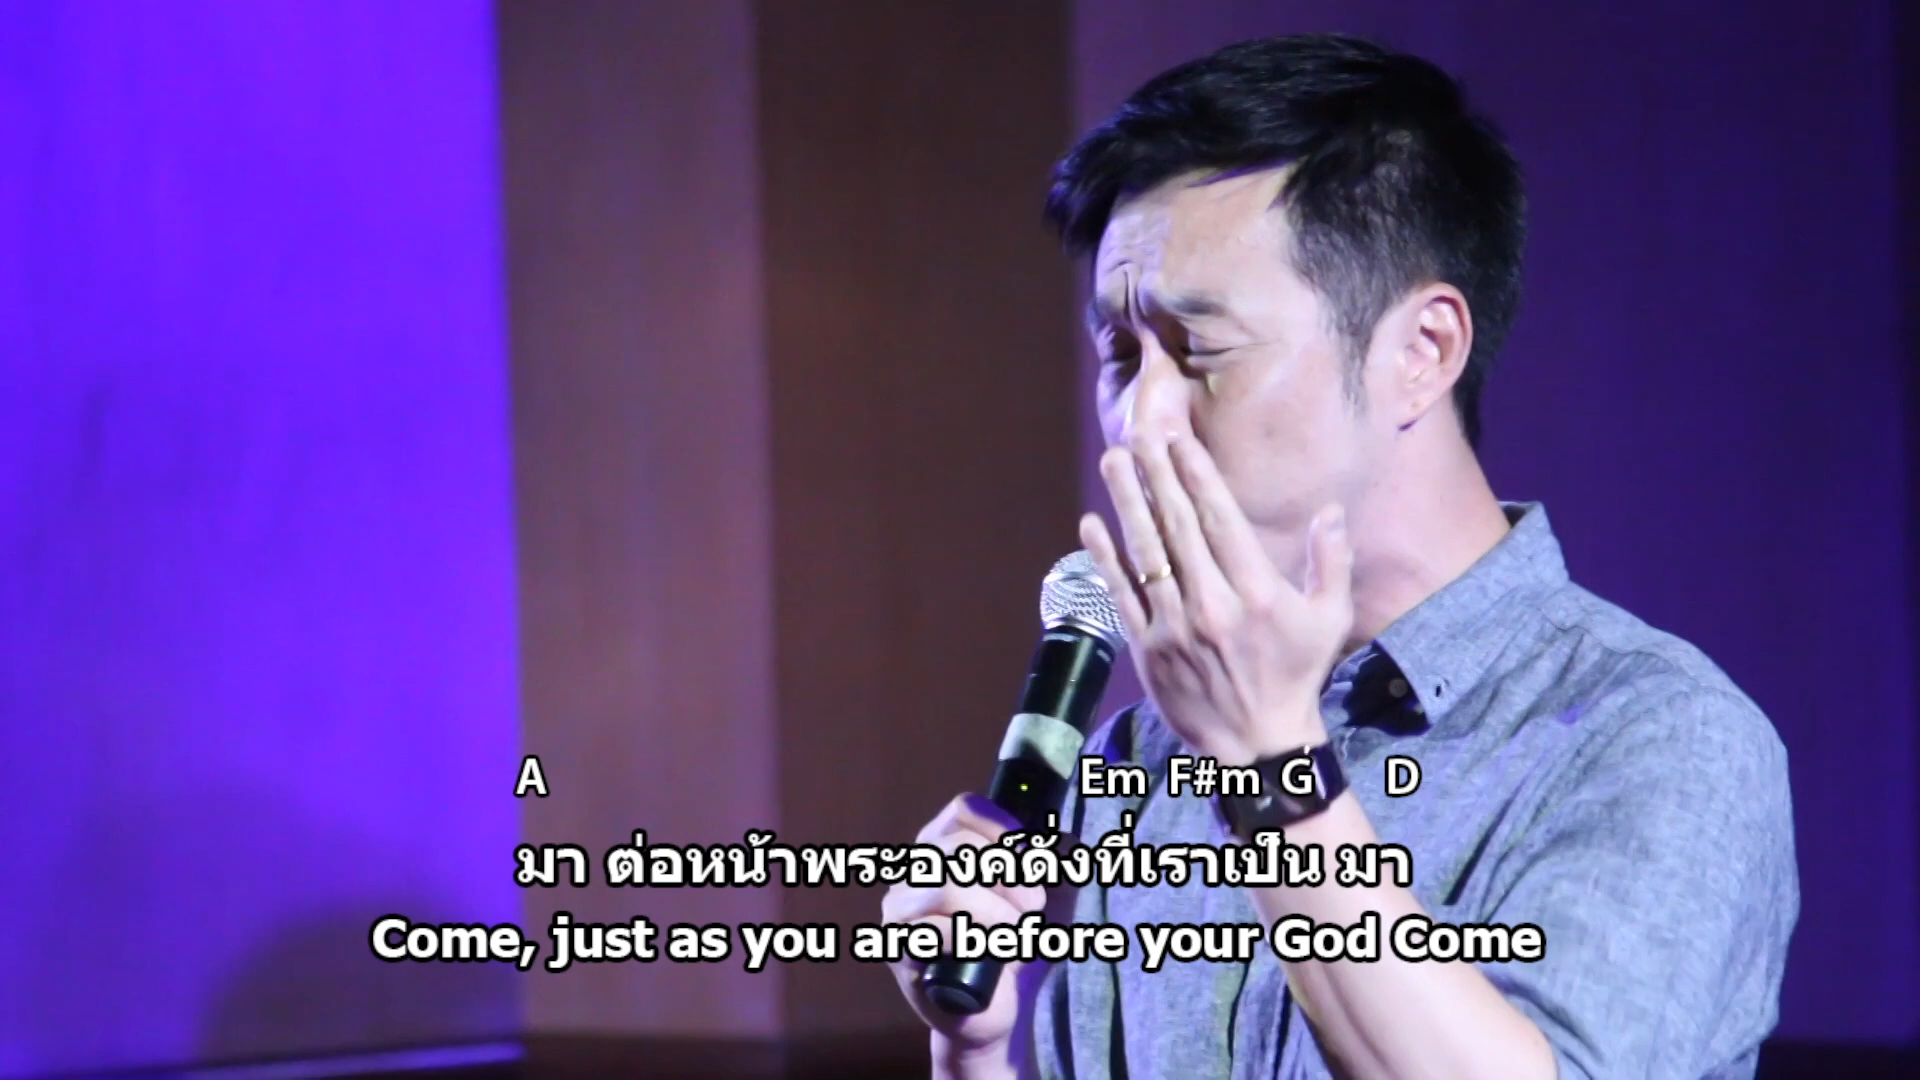 A Em F#m G D
มา ต่อหน้าพระองค์ดั่งที่เราเป็น มา
Come, just as you are before your God Come